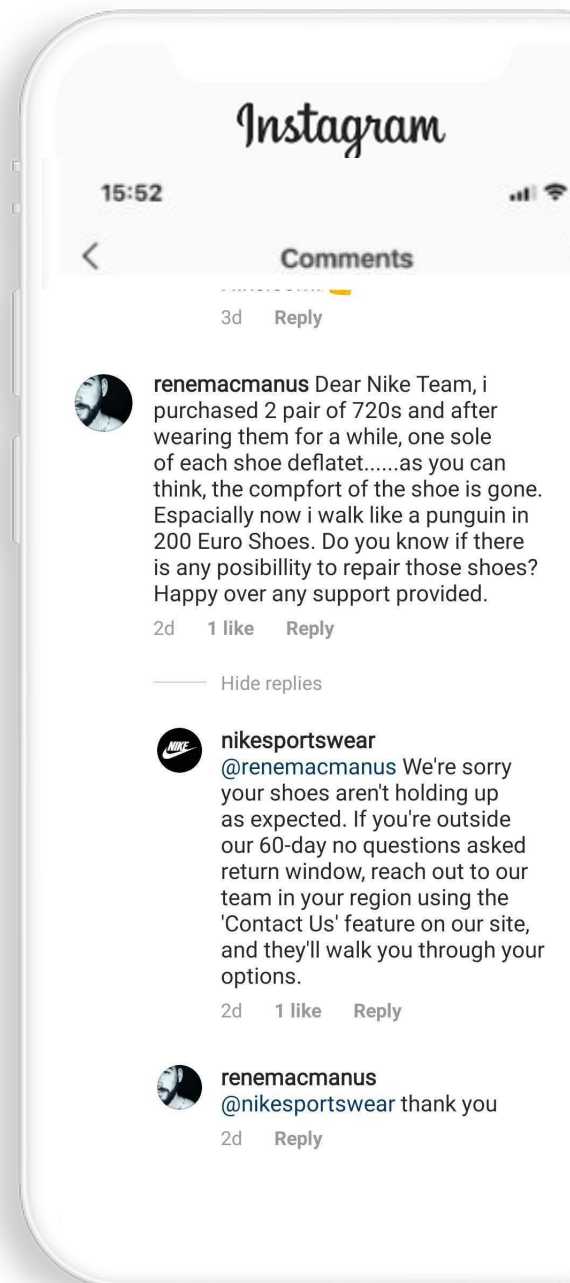 Instagram
15:52
Comments
3d Reply
renemacmanus Dear Nike Team, i
purchased 2 pair of 720s and after
wearing them for a while, one sole
of each shoe deflatet......as you can
think, the compfort of the shoe is gone.
Espacially now i walk like a punguin in
200 Euro Shoes. Do you know if there
is any posibillity to repair those shoes?
Happy over any support provided.
2d 1 like Reply
Hide replies
NIKE
nikesportswear
@renemacmanus We're sorry
your shoes aren't holding up
as expected. If you're outside
our 60-day no questions asked
return window, reach out to our
team in your region using the
'Contact Us' feature on our site,
and they'll walk you through your
options.
2d 1 like Reply
renemacmanus
@nikesportswear thank you
2d Reply